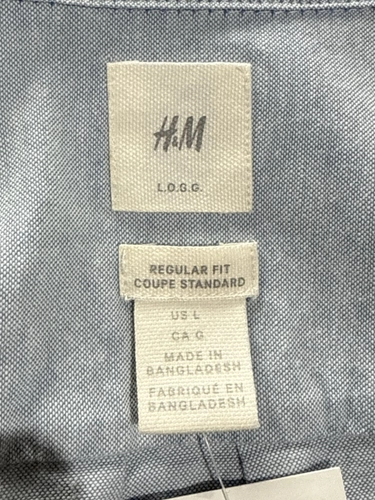 H&M
L.O.G.G.
REGULAR FIT
COUPE STANDARD
US L
CA G
MADE IN
BANGLADESH
FABRIQUÉ EN
BANGLADESH